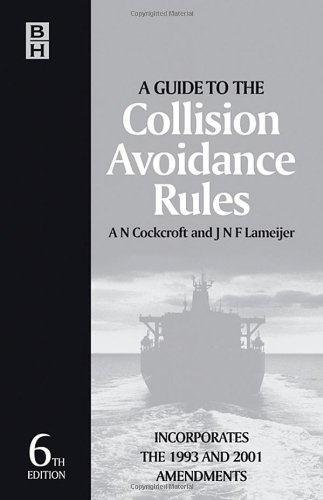 B
H
A GUIDE TO THE
Collision
Avoidance
Rules
A N Cockcroft and J N F Lameijer
6TH
EDITION
INCORPORATES
THE 1993 AND 2001
AMENDMENTS